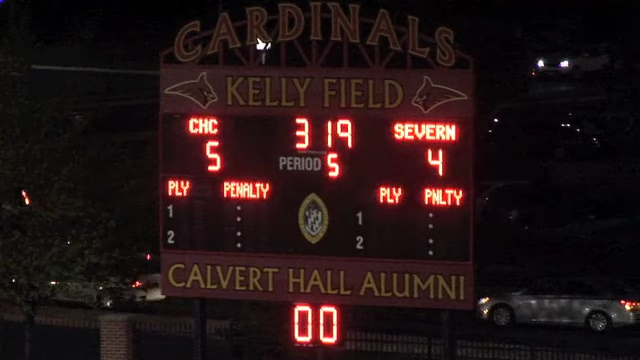 CARDINALS
KELLY FIELD
CHC 3 19 SEVERN
5 PERIOD 5 4
PLY PENALTY PLY PNLTY
1 1
2 2
CALVERT HALL ALUMNI
00